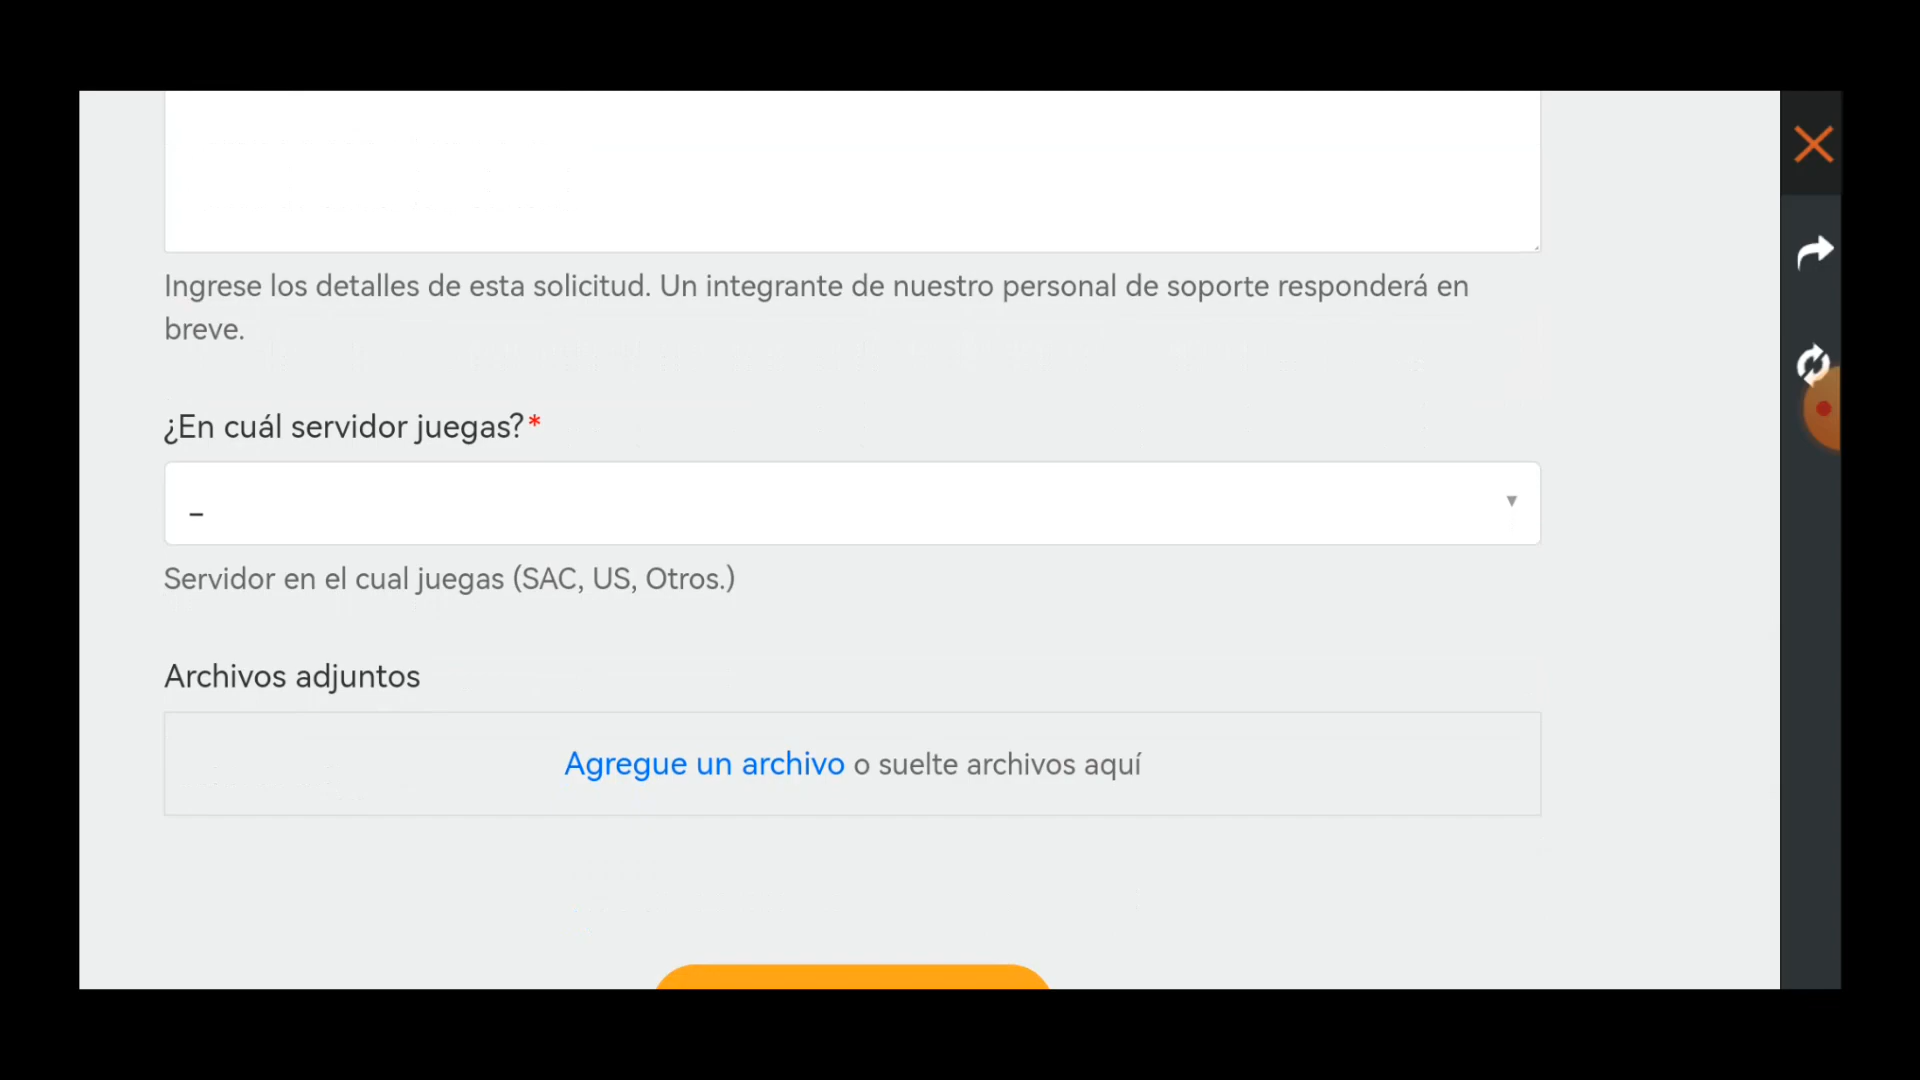 Ingrese los detalles de esta solicitud. Un integrante de nuestro personal de soporte responderá en
breve.
¿En cuál servidor juegas?*
-
Servidor en el cual juegas (SAC, US, Otros.)
Archivos adjuntos
Agregue un archivo o suelte archivos aquí